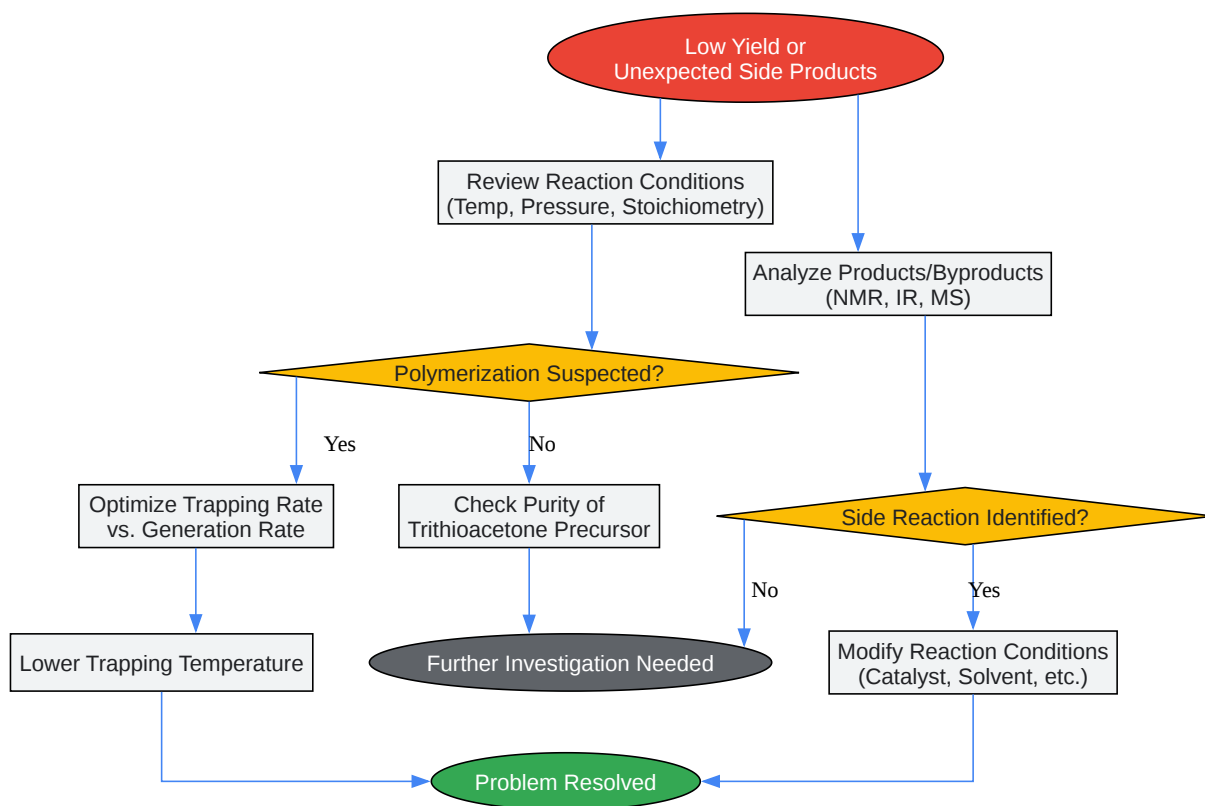 Low Yield or
Unexpected Side Products
Review Reaction Conditions
(Temp, Pressure, Stoichiometry)
Analyze Products/Byproducts
(NMR, IR, MS)
Polymerization Suspected?
Yes
No
Optimize Trapping Rate
vs. Generation Rate
Check Purity of
Trithioacetone Precursor
Side Reaction Identified?
No
Yes
Lower Trapping Temperature
Further Investigation Needed
Modify Reaction Conditions
(Catalyst, Solvent, etc.)
Problem Resolved